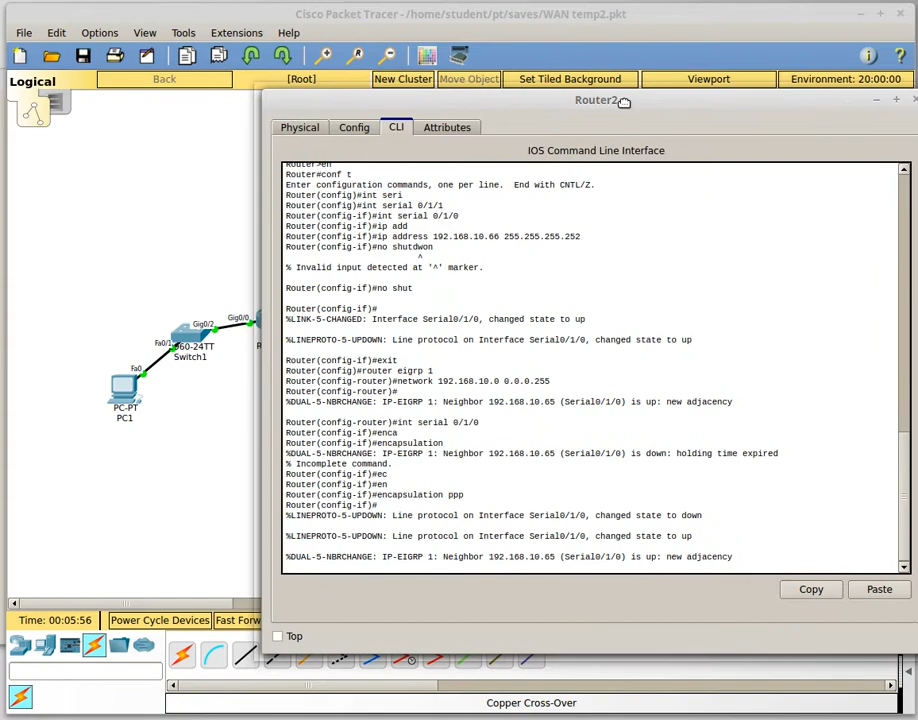 Cisco Packet Tracer - /home/student/pt/saves/WAN temp2.pkt
File Edit Options View Tools Extensions Help
Logical Back [Root] New Cluster Move Object Set Tiled Background Viewport Environment: 20:00:00
Router2
Physical Config CLI Attributes
IOS Command Line Interface
Router>en
Router#conf t
Enter configuration commands, one per line. End with CNTL/Z.
Router(config)#int seri
Router(config)#int serial 0/1/1
Router(config-if)#int serial 0/1/0
Router(config-if)#ip add
Router(config-if)#ip address 192.168.10.66 255.255.255.252
Router(config-if)#no shutdwon
^
% Invalid input detected at '^' marker.
Router(config-if)#no shut
Router(config-if)#
%LINK-5-CHANGED: Interface Serial0/1/0, changed state to up
%LINEPROTO-5-UPDOWN: Line protocol on Interface Serial0/1/0, changed state to up
Router(config-if)#exit
Router(config)#router eigrp 1
Router(config-router)#network 192.168.10.0 0.0.0.255
Router(config-router)#
%DUAL-5-NBRCHANGE: IP-EIGRP 1: Neighbor 192.168.10.65 (Serial0/1/0) is up: new adjacency
Router(config-router)#int serial 0/1/0
Router(config-if)#enca
Router(config-if)#encapsulation
%DUAL-5-NBRCHANGE: IP-EIGRP 1: Neighbor 192.168.10.65 (Serial0/1/0) is down: holding time expired
% Incomplete command.
Router(config-if)#ec
Router(config-if)#en
Router(config-if)#encapsulation ppp
Router(config-if)#
%LINEPROTO-5-UPDOWN: Line protocol on Interface Serial0/1/0, changed state to down
%LINEPROTO-5-UPDOWN: Line protocol on Interface Serial0/1/0, changed state to up
%DUAL-5-NBRCHANGE: IP-EIGRP 1: Neighbor 192.168.10.65 (Serial0/1/0) is up: new adjacency
Copy Paste
Top
Gig0/2 Gig0/0
Fa0/1 960-24TT
Switch1
R
Fa0
PC-PT
PC1
Time: 00:05:56 Power Cycle Devices Fast Forw
Copper Cross-Over